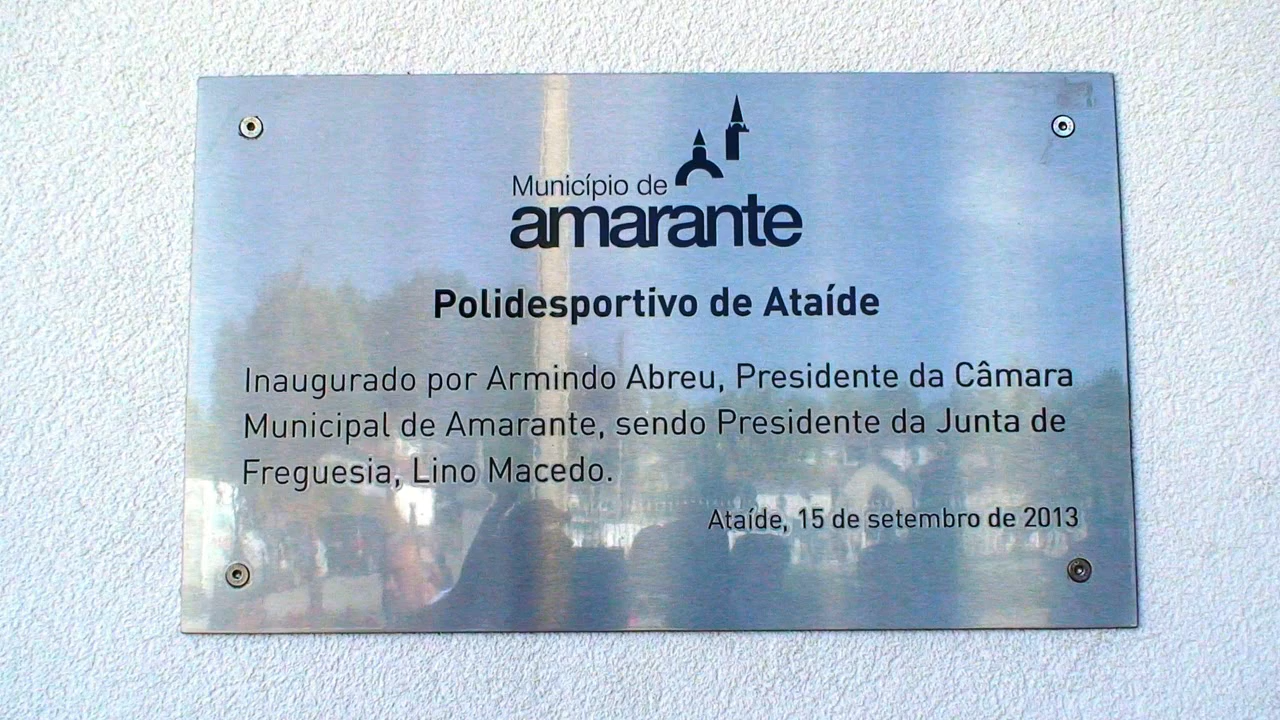 Município de
amarante
Polidesportivo de Ataíde
Inaugurado por Armindo Abreu, Presidente da Câmara
Municipal de Amarante, sendo Presidente da Junta de
Freguesia, Lino Macedo.
Ataíde, 15 de setembro de 2013